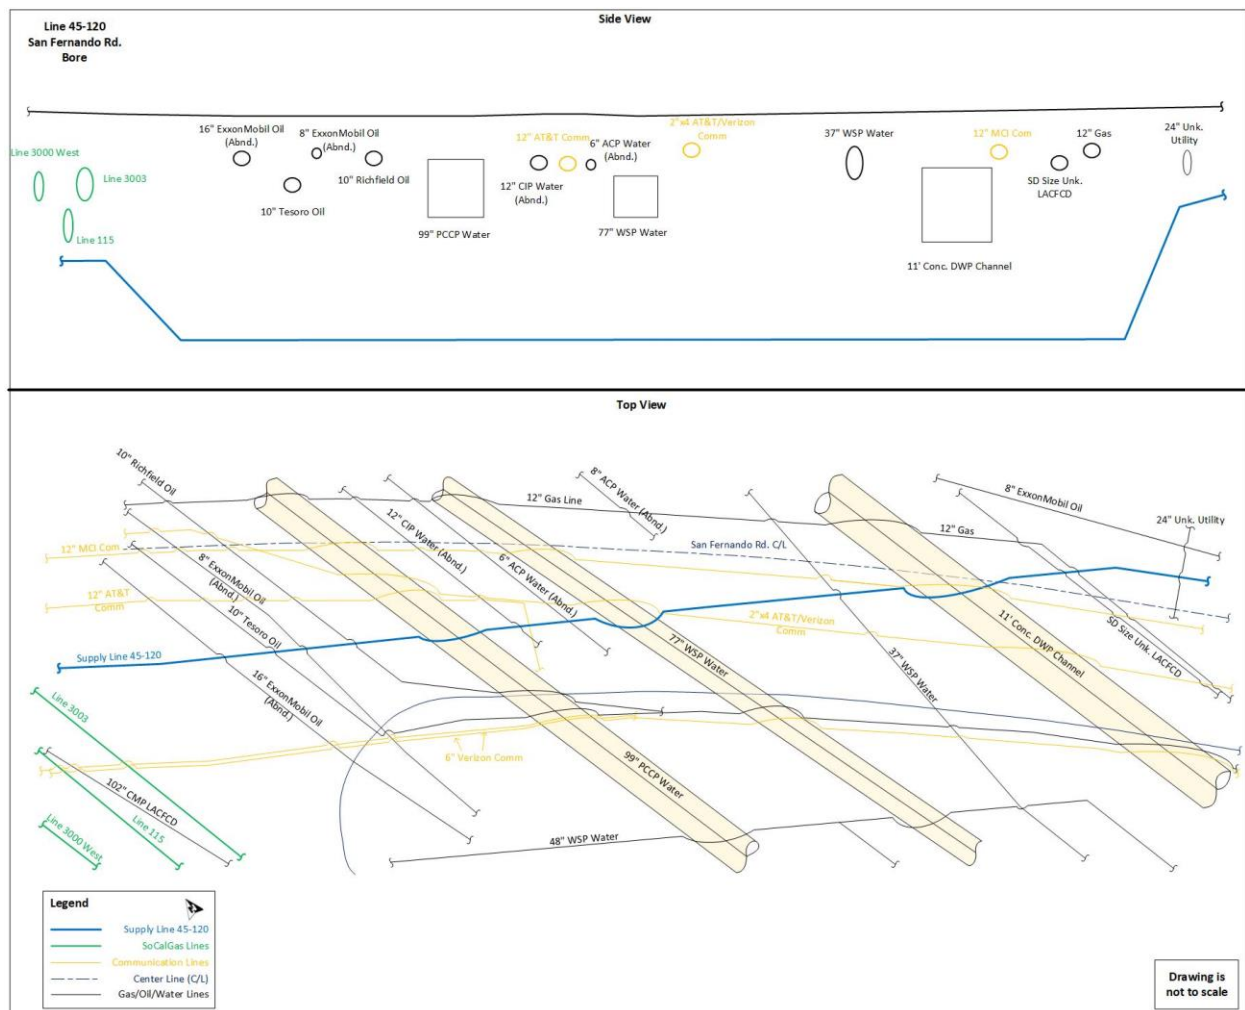 Line 45-120
San Fernando Rd.
Bore
Side View
16" ExxonMobil Oil
(Abnd.)
8" ExxonMobil Oil
(Abnd.)
12" AT&T Comm
6" ACP Water
(Abnd.)
2"x4 AT&T/Verizon
Comm
37" WSP Water
12" MCI Com
12" Gas
24" Unk.
Utility
Line 3000 West
Line 3003
10" Richfield Oil
12" CIP Water
(Abnd.)
SD Size Unk.
LACFCD
10" Tesoro Oil
Line 115
99" PCCP Water
77" WSP Water
11' Conc. DWP Channel
Top View
10" Richfield Oil
12" Gas Line
8" ACP Water (Abnd.)
8" ExxonMobil Oil
24" Unk. Utility
12" Gas
12" CIP Water (Abnd.)
12" MCI Com
San Fernando Rd. C/L
8" ExxonMobil Oil
(Abnd.)
6" ACP Water (Abnd.)
12" AT&T
Comm
10" Tesoro Oil
2"x4 AT&T/Verizon
Comm
11' Conc. DWP Channel
SD Size Unk. LACFCD
Supply Line 45-120
77" WSP Water
37" WSP Water
16" ExxonMobil Oil
(Abnd.)
Line 3003
6" Verizon Comm
99" PCCP Water
102" CMP LACFCD
Line 115
Line 3000 West
48" WSP Water
Legend
Supply Line 45-120
SoCalGas Lines
Communication Lines
Center Line (C/L)
Gas/Oil/Water Lines
Drawing is
not to scale